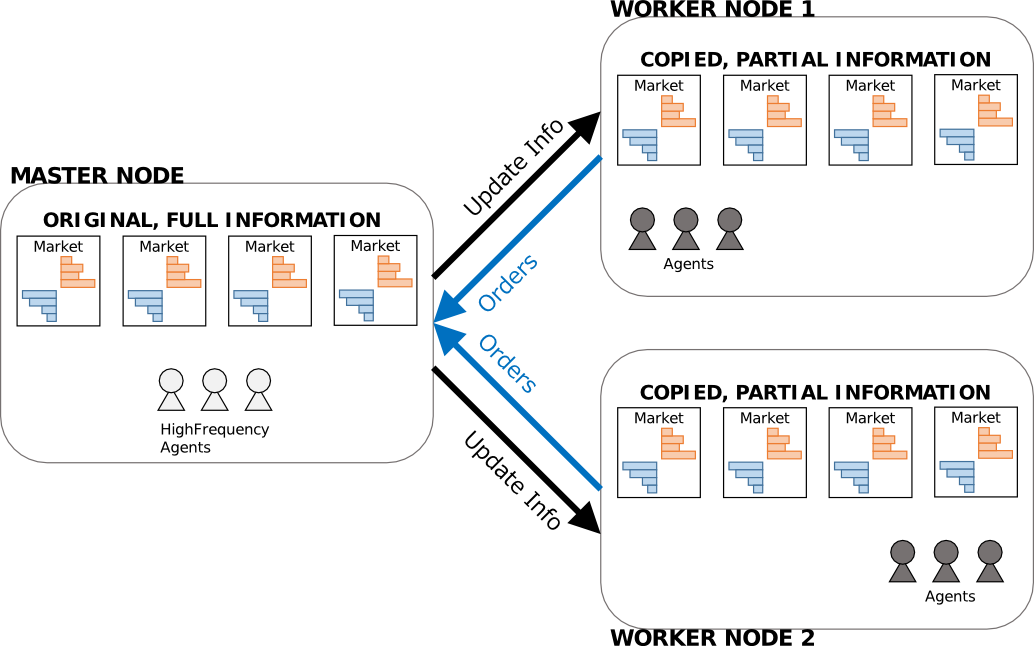 MASTER NODE
ORIGINAL, FULL INFORMATION
Market Market Market Market
HighFrequency
Agents
Update Info
Orders
Orders
Update Info
WORKER NODE 1
COPIED, PARTIAL INFORMATION
Market Market Market Market
Agents
COPIED, PARTIAL INFORMATION
Market Market Market Market
Agents
WORKER NODE 2